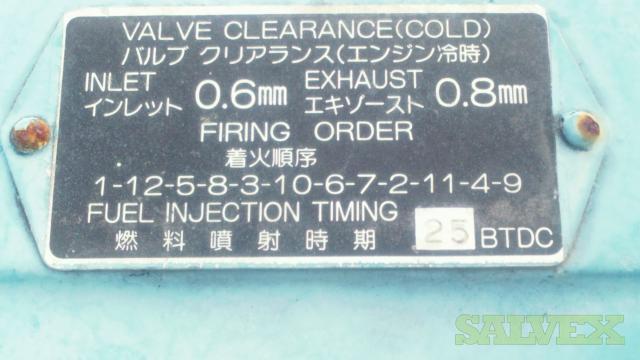 VALVE CLEARANCE(COLD)
バルブ クリアランス(エンジン冷時)
INLET 0.6mm EXHAUST 0.8mm
インレット エキゾースト
FIRING ORDER
着火順序
1-12-5-8-3-10-6-7-2-11-4-9
FUEL INJECTION TIMING
燃料噴射時期 25 BTDC
SALVEX